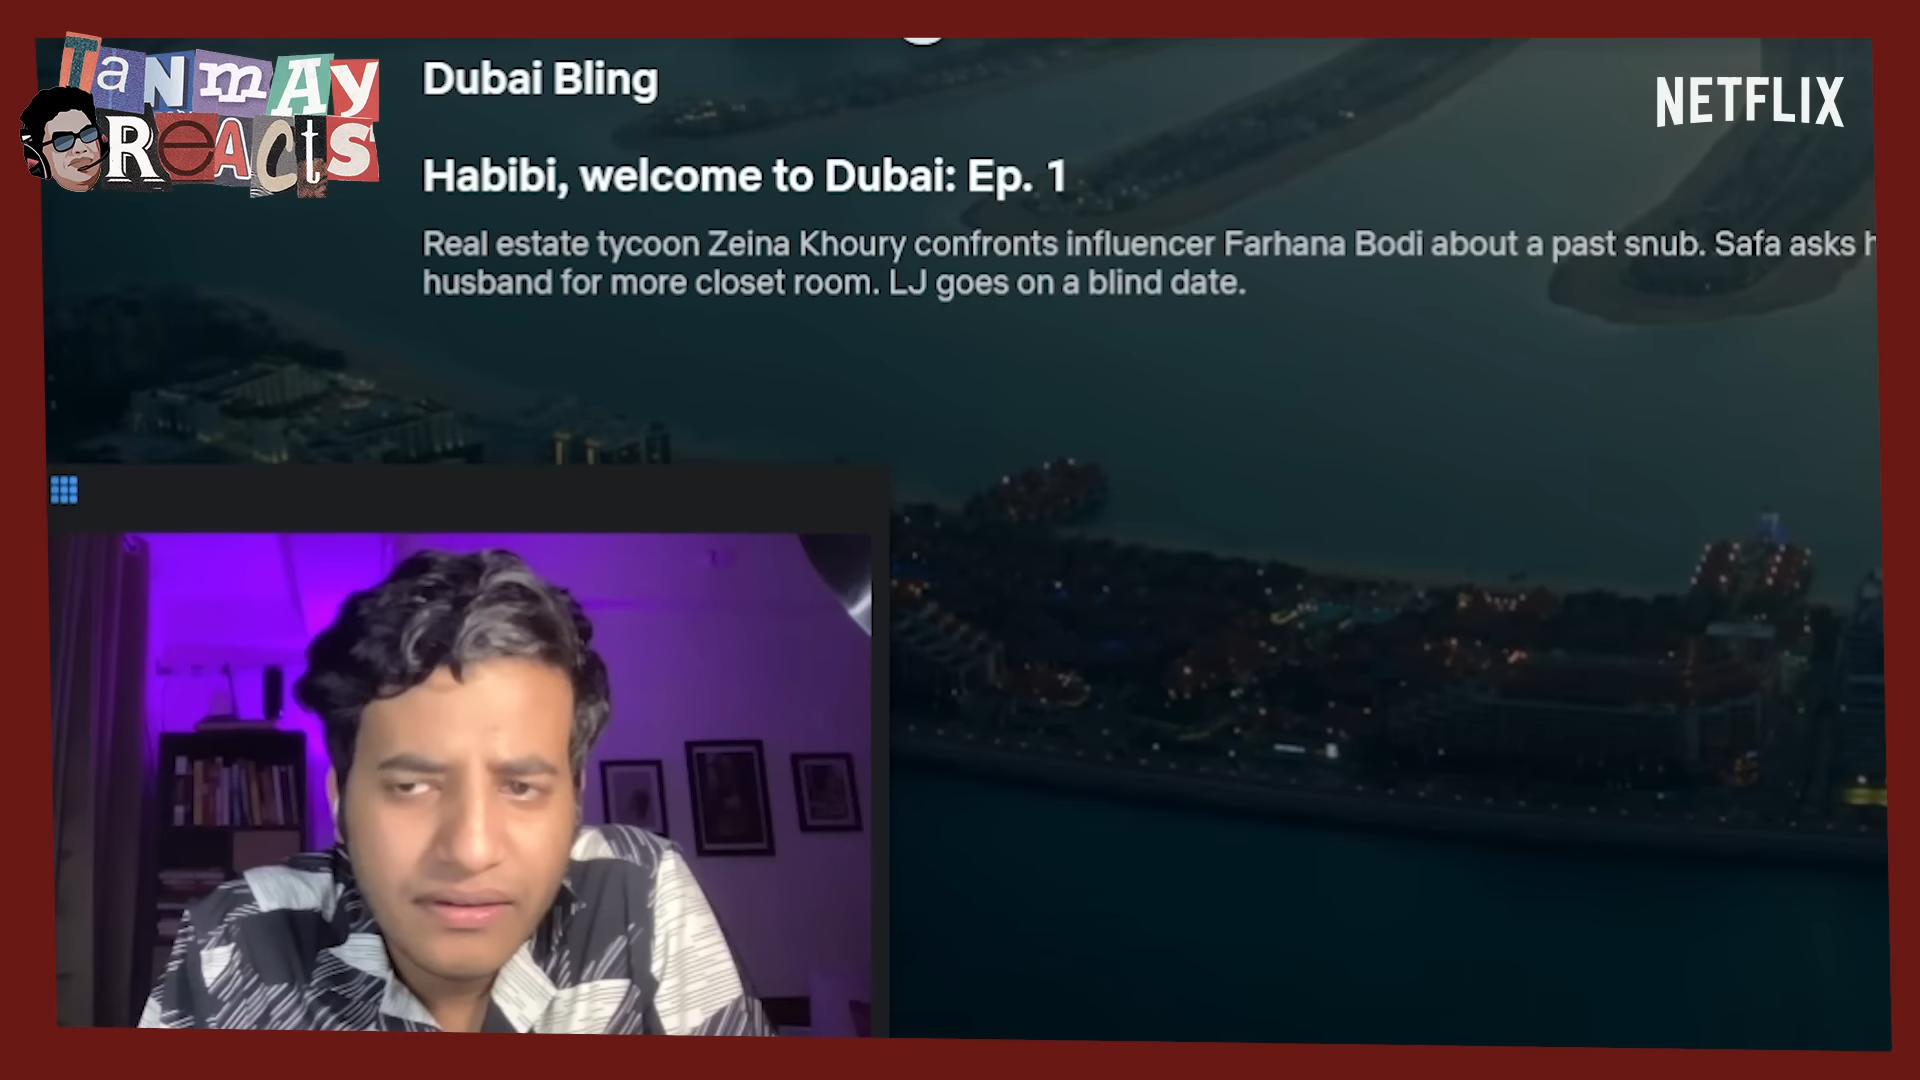 Tanmay
Reacts
Dubai Bling
NETFLIX
Habibi, welcome to Dubai: Ep. 1
Real estate tycoon Zeina Khoury confronts influencer Farhana Bodi about a past snub. Safa asks
husband for more closet room. LJ goes on a blind date.